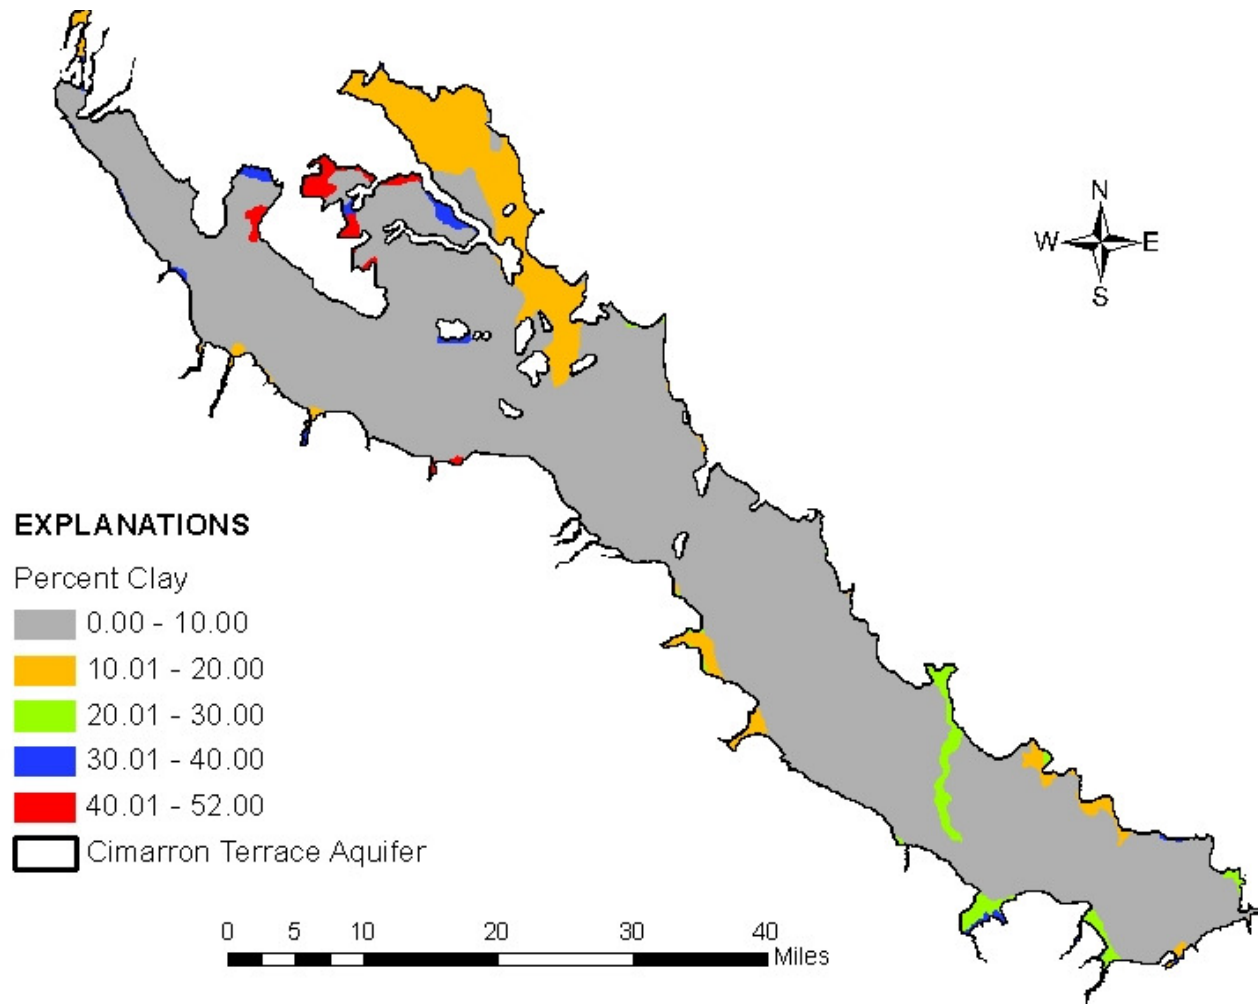 N
W E
S
EXPLANATIONS
Percent Clay
0.00 - 10.00
10.01 - 20.00
20.01 - 30.00
30.01 - 40.00
40.01 - 52.00
Cimarron Terrace Aquifer
0 5 10 20 30 40
Miles